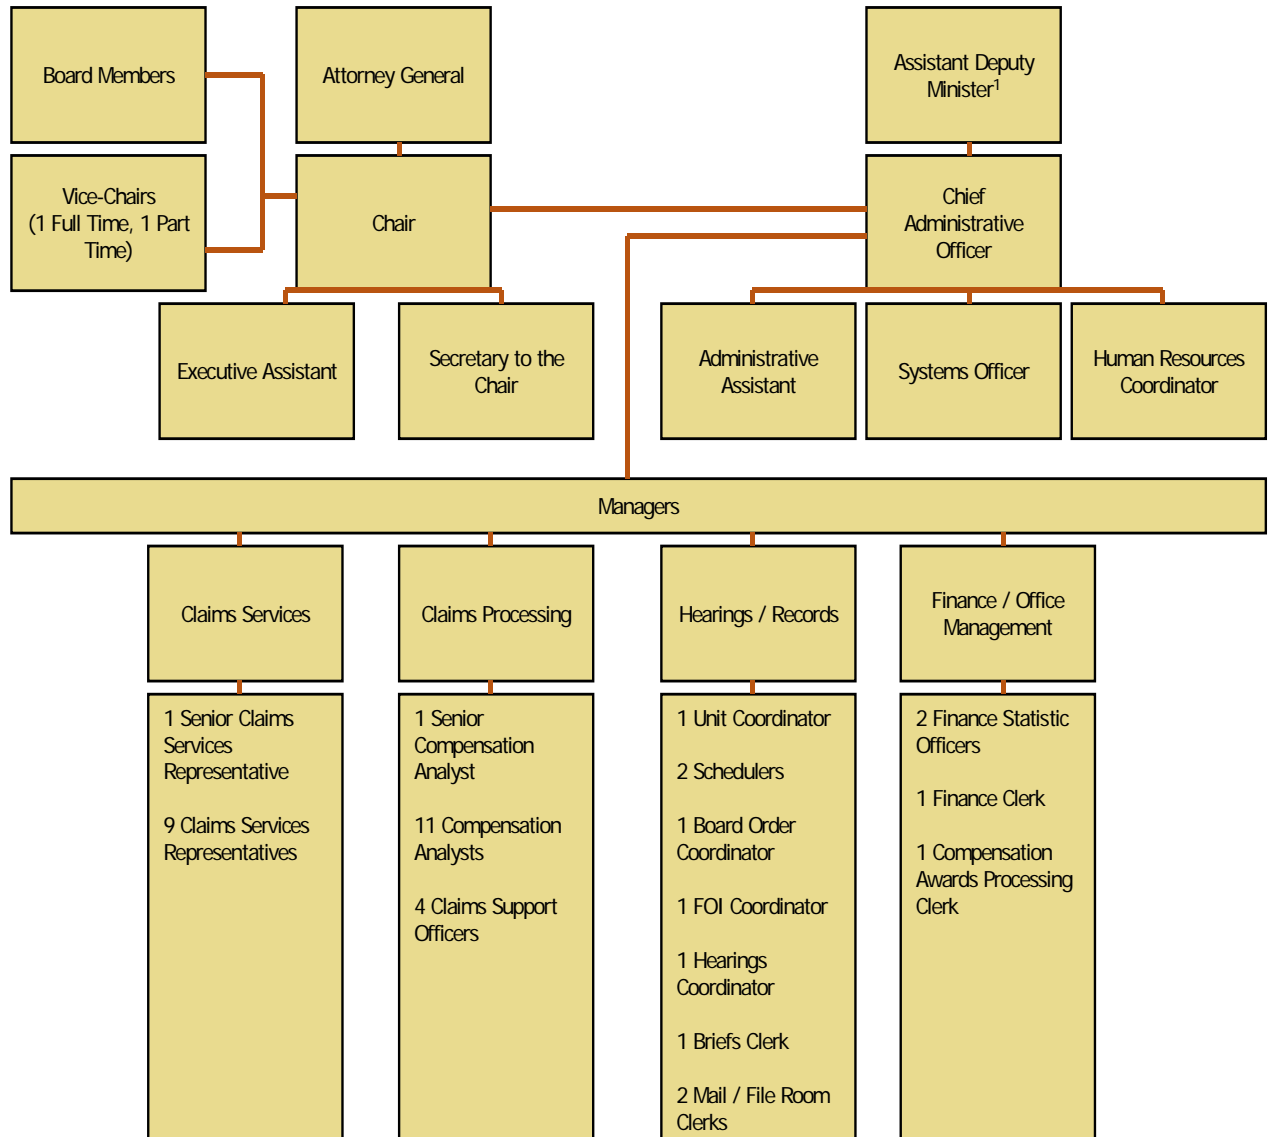 Board Members
Attorney General
Assistant Deputy
Minister1
Vice-Chairs
(1 Full Time, 1 Part
Time)
Chair
Chief
Administrative
Officer
Executive Assistant
Secretary to the
Chair
Administrative
Assistant
Systems Officer
Human Resources
Coordinator
Managers
Claims Services
Claims Processing
Hearings / Records
Finance / Office
Management
1 Senior Claims
Services
Representative
9 Claims Services
Representatives
1 Senior
Compensation
Analyst
11 Compensation
Analysts
4 Claims Support
Officers
1 Unit Coordinator
2 Schedulers
1 Board Order
Coordinator
1 FOI Coordinator
1 Hearings
Coordinator
1 Briefs Clerk
2 Mail / File Room
Clerks
2 Finance Statistic
Officers
1 Finance Clerk
1 Compensation
Awards Processing
Clerk